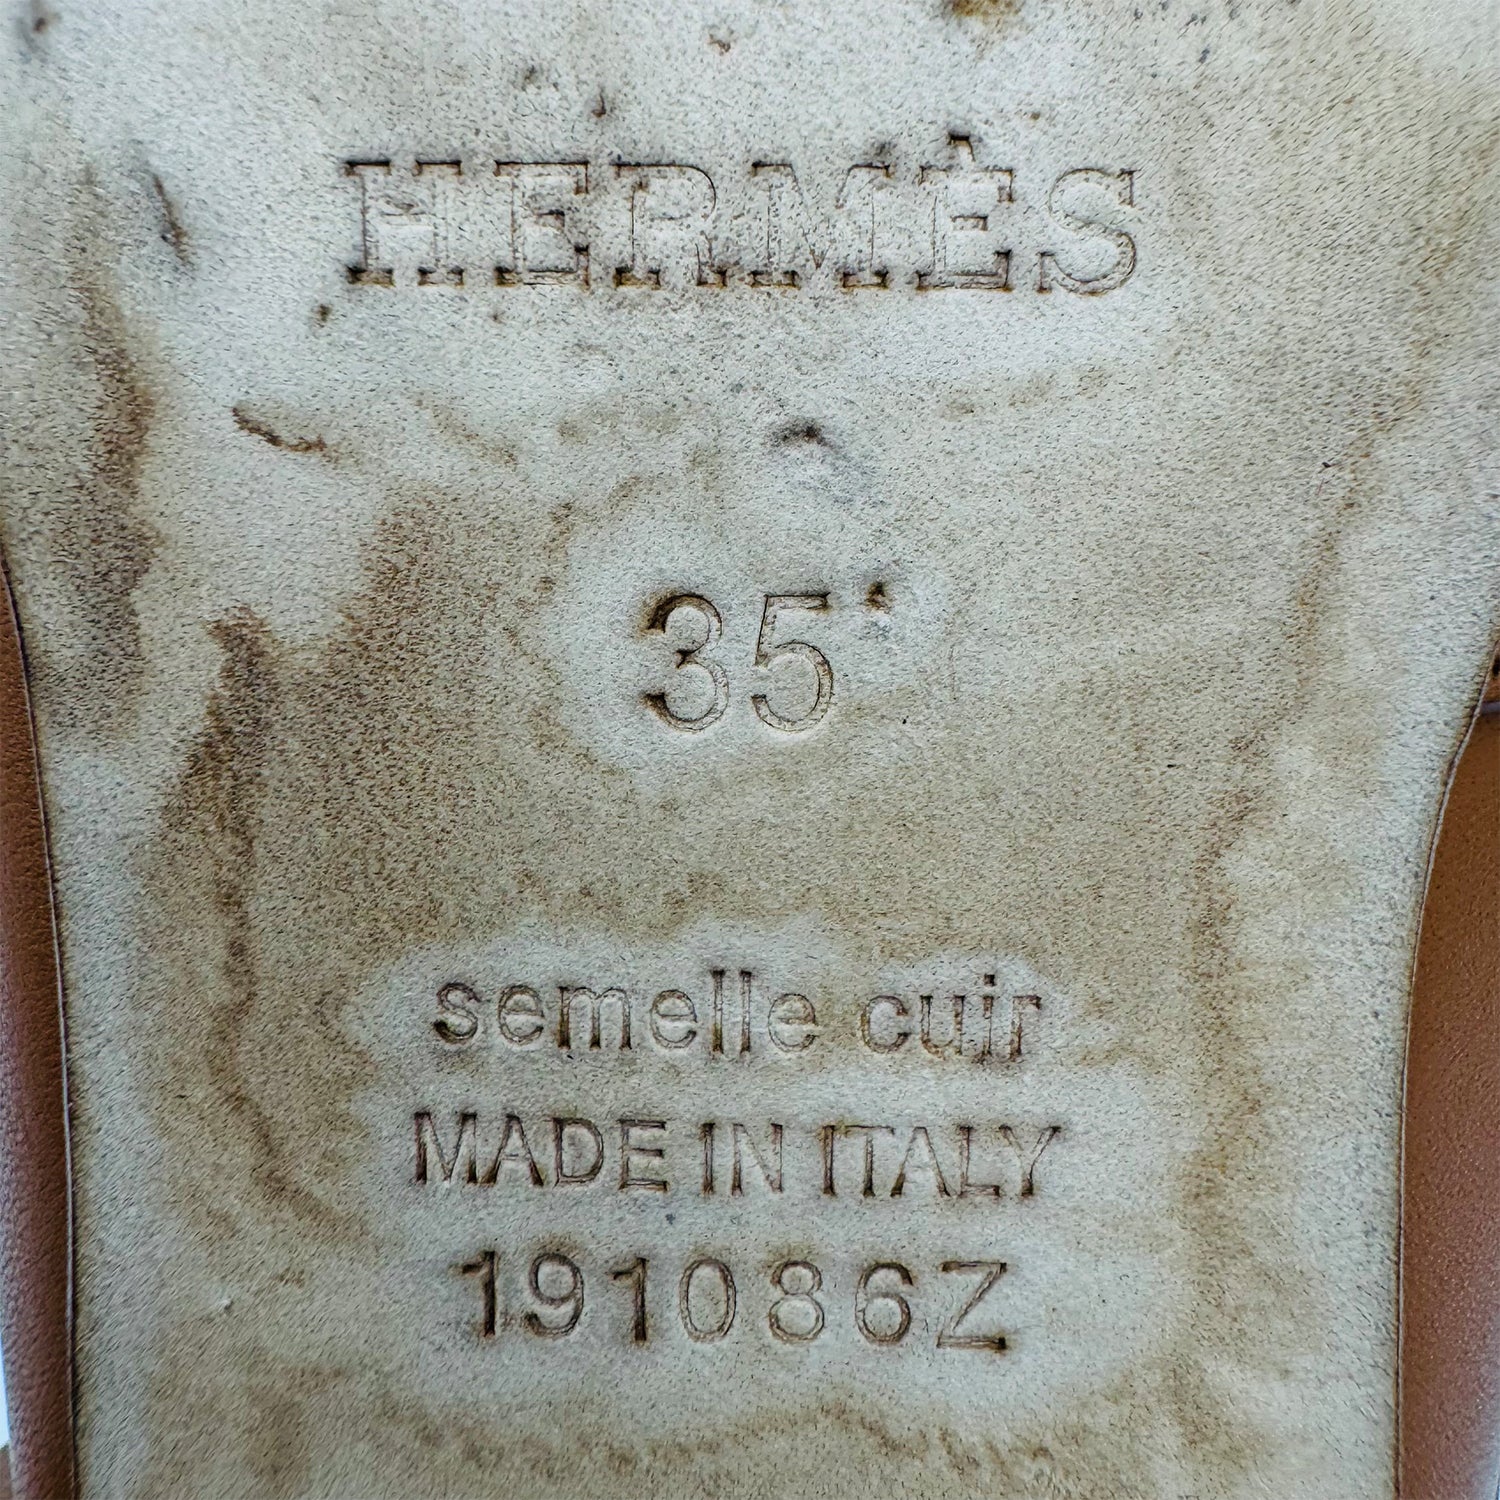 HERMÈS
35'
semelle cuir
MADE IN ITALY
191086Z